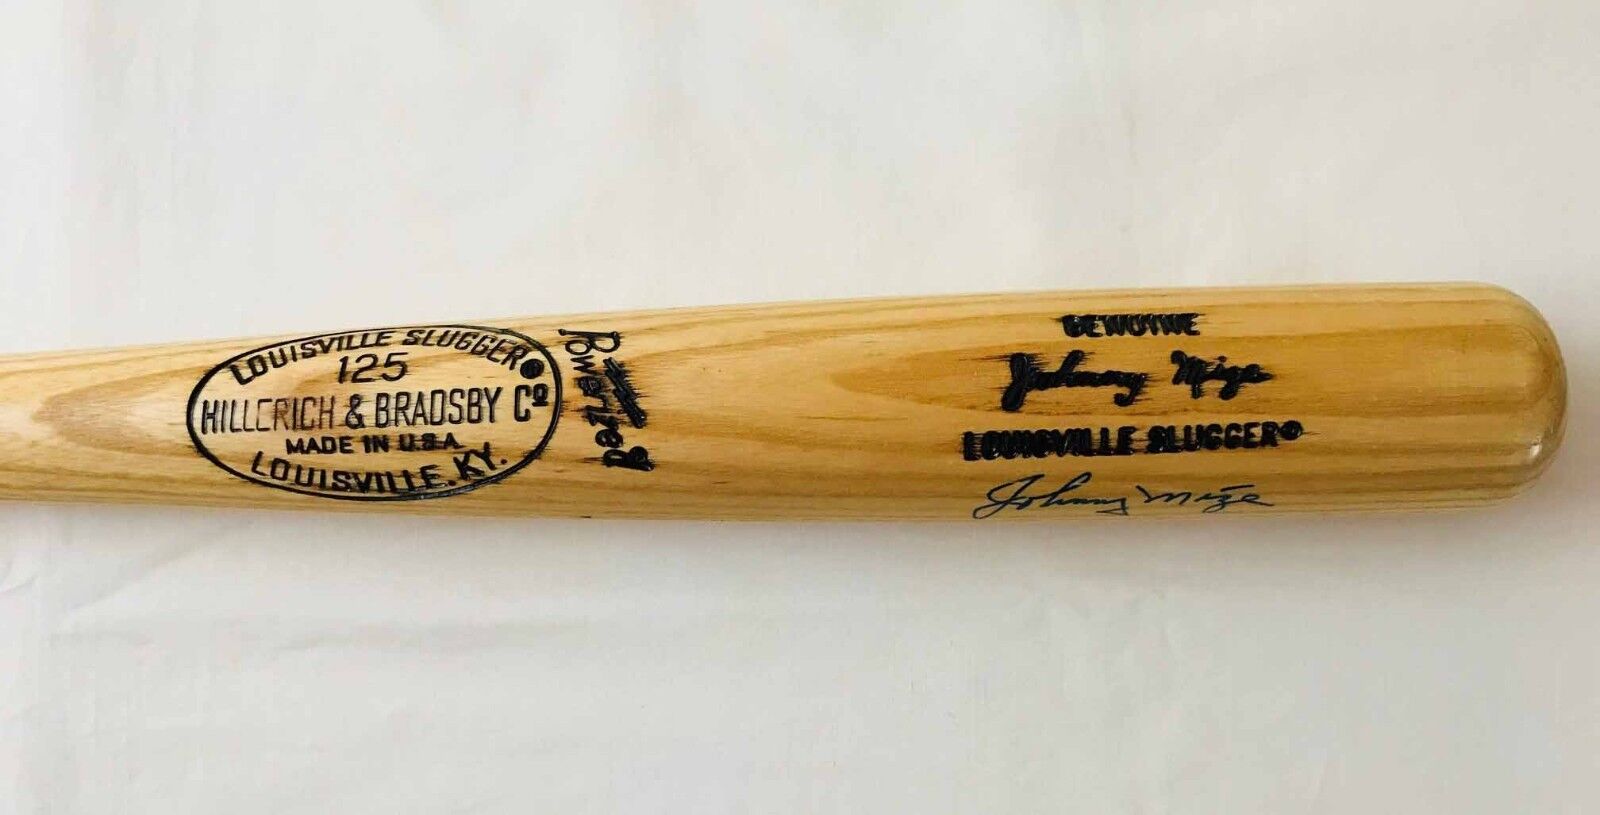 LOUISVILLE SLUGGER®
125
HILLERICH & BRADSBY Cº
MADE IN U.S.A.
LOUISVILLE, KY.
Powerized
GENUINE
Johnny Mize
LOUISVILLE SLUGGER®
Johnny Mize